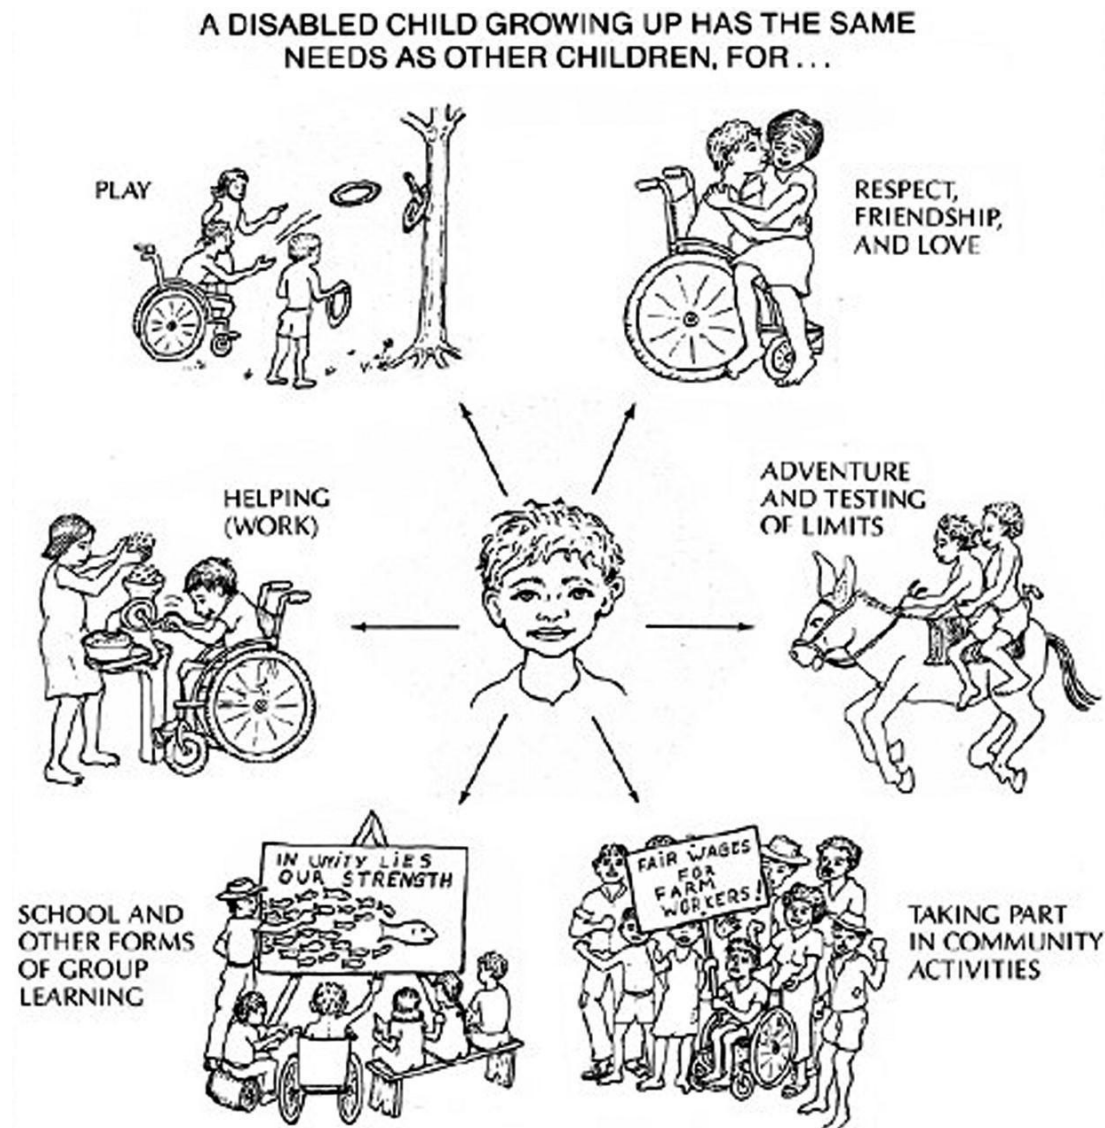 A DISABLED CHILD GROWING UP HAS THE SAME
NEEDS AS OTHER CHILDREN, FOR . . .
PLAY
RESPECT,
FRIENDSHIP,
AND LOVE
HELPING
(WORK)
ADVENTURE
AND TESTING
OF LIMITS
SCHOOL AND
OTHER FORMS
OF GROUP
LEARNING
IN UNITY LIES
OUR STRENGTH
FAIR WAGES
FOR
FARM
WORKERS!
TAKING PART
IN COMMUNITY
ACTIVITIES